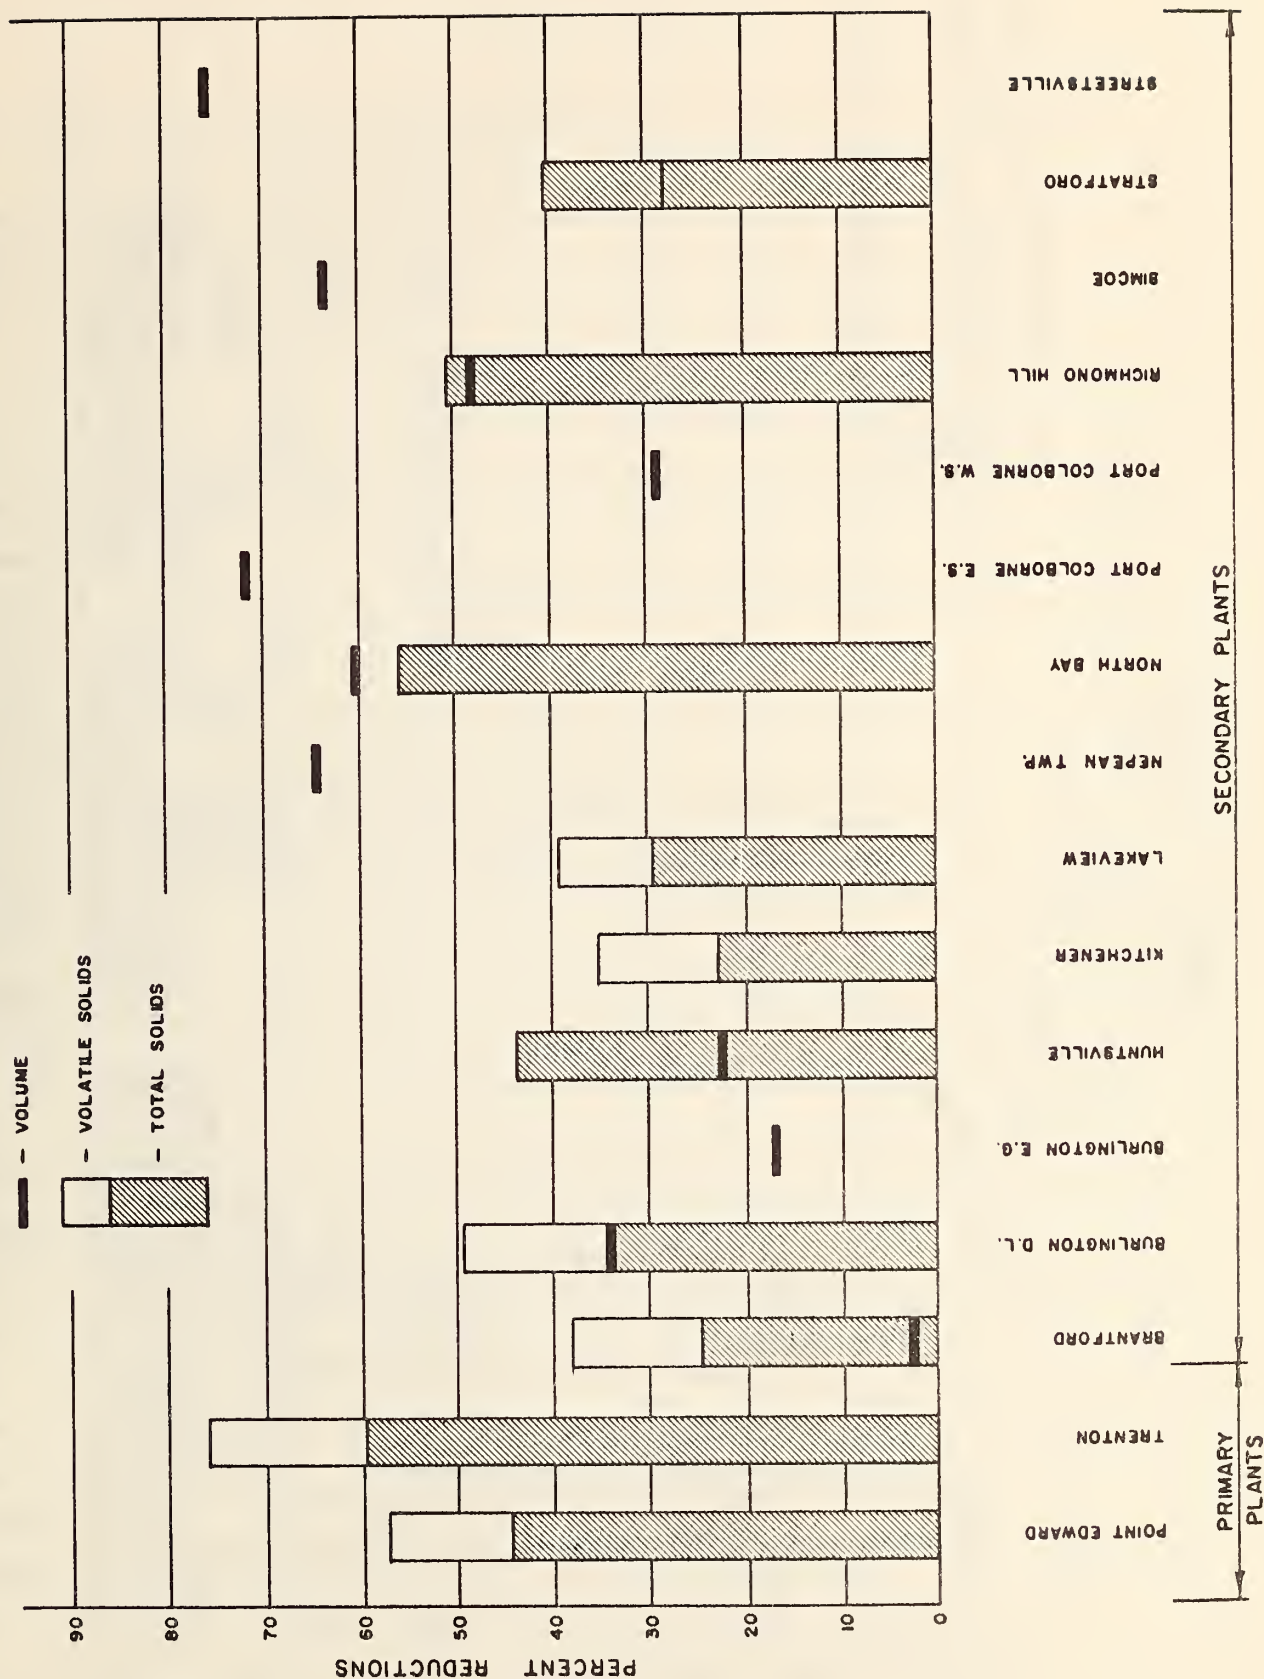 VOLUME
VOLATILE SOLIDS
TOTAL SOLIDS
PERCENT REDUCTIONS
90
80
70
60
50
40
30
20
10
0
POINT EDWARD
TRENTON
BRANTFORD
BURLINGTON D.L.
BURLINGTON E.G.
HUNTSVILLE
KITCHENER
LAKEVIEW
NEPEAN TWP.
NORTH BAY
PORT COLBORNE E.S.
PORT COLBORNE W.S.
RICHMOND HILL
SIMCOE
STRATFORD
STREETSVILLE
PRIMARY
PLANTS
SECONDARY PLANTS